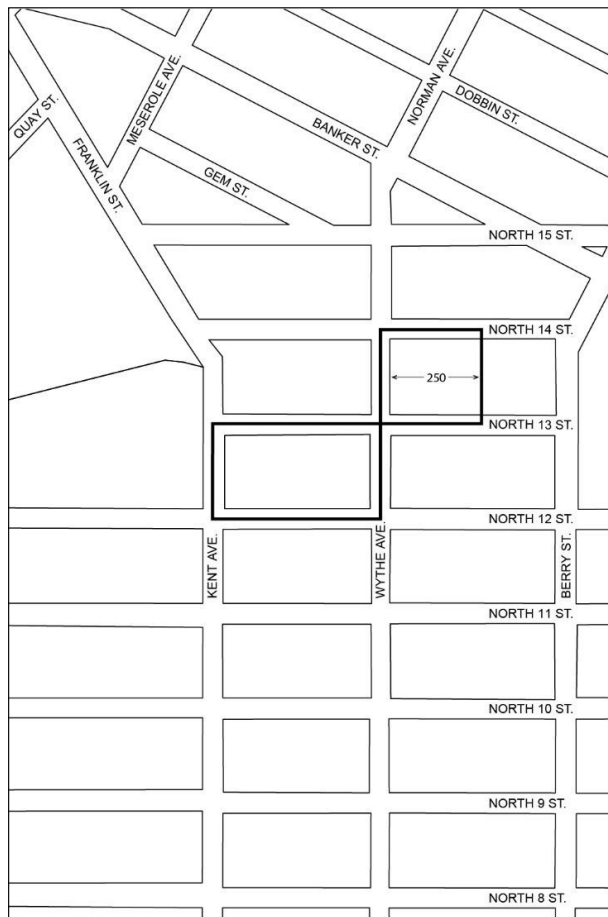 QUAY ST.
FRANKLIN ST.
MESEROLE AVE.
GEM ST.
BANKER ST.
NORMAN AVE.
DOBBIN ST.
NORTH 15 ST.
NORTH 14 ST.
250
NORTH 13 ST.
NORTH 12 ST.
KENT AVE.
WYTHE AVE.
BERRY ST.
NORTH 11 ST.
NORTH 10 ST.
NORTH 9 ST.
NORTH 8 ST.